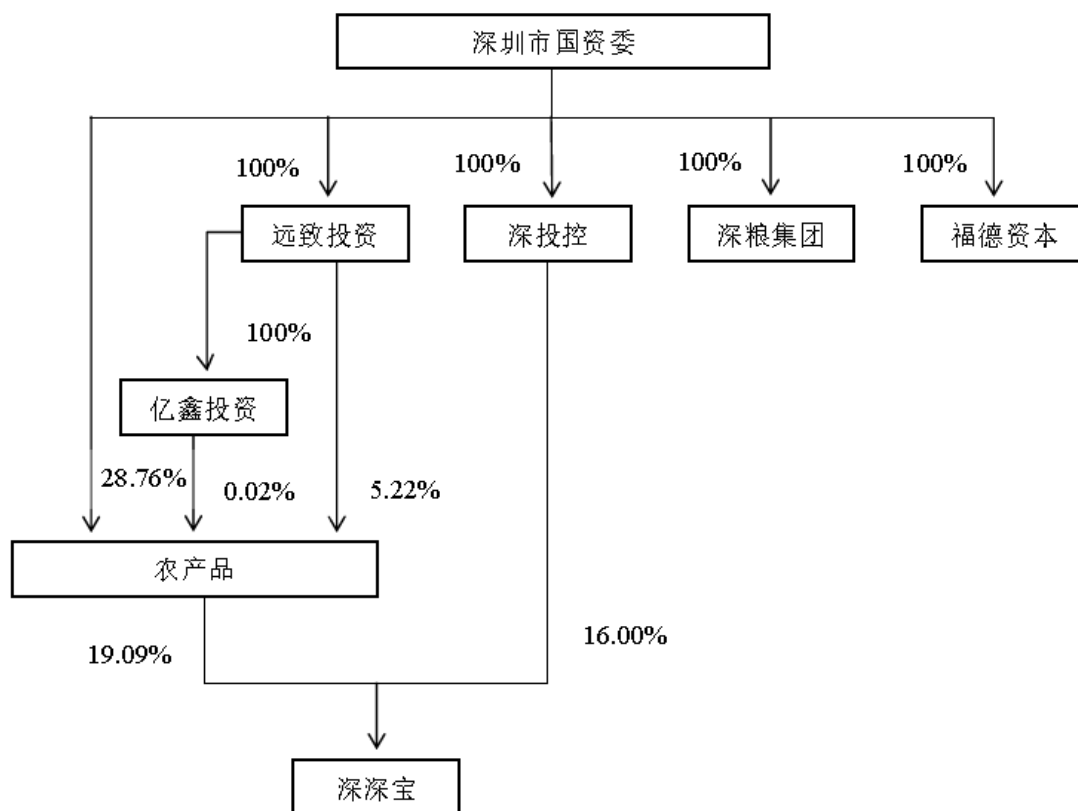 深圳市国资委
100%
100%
100%
100%
远致投资
深投控
深粮集团
福德资本
100%
亿鑫投资
28.76%
0.02%
5.22%
农产品
19.09%
16.00%
深深宝